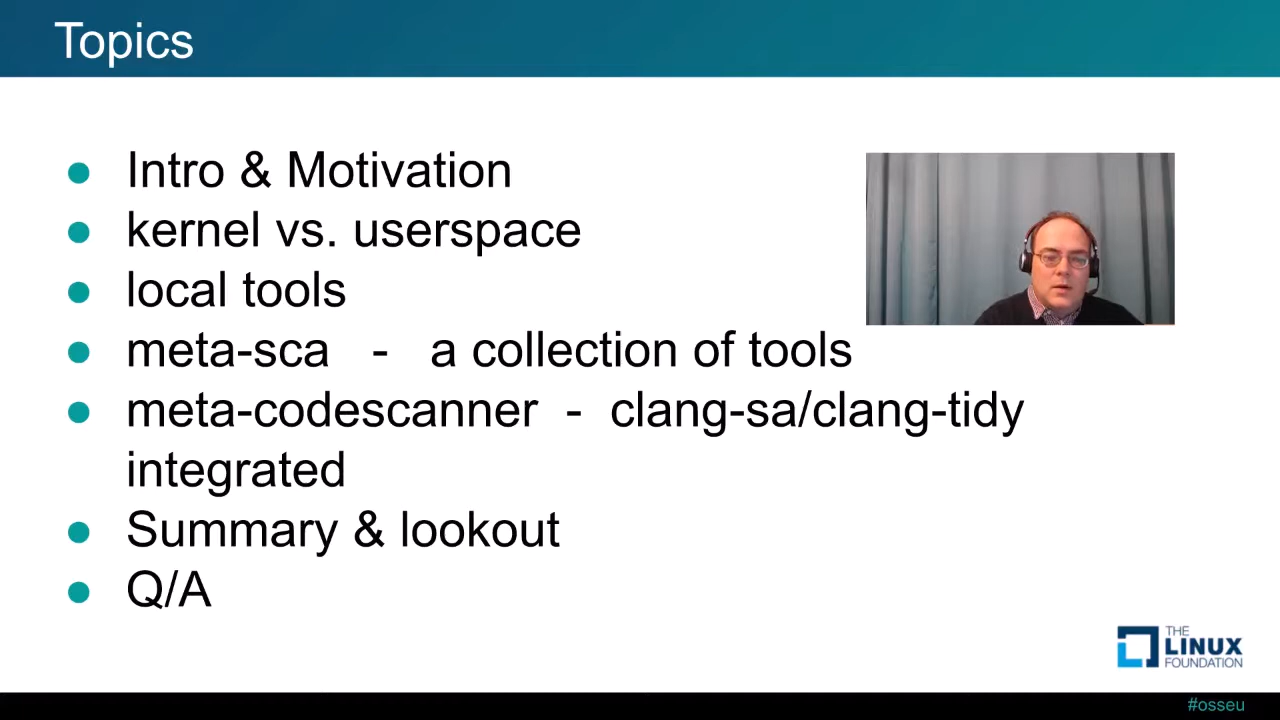 Topics
● Intro & Motivation
● kernel vs. userspace
● local tools
● meta-sca - a collection of tools
● meta-codescanner - clang-sa/clang-tidy
integrated
● Summary & lookout
● Q/A
THE
LINUX
FOUNDATION
#osseu